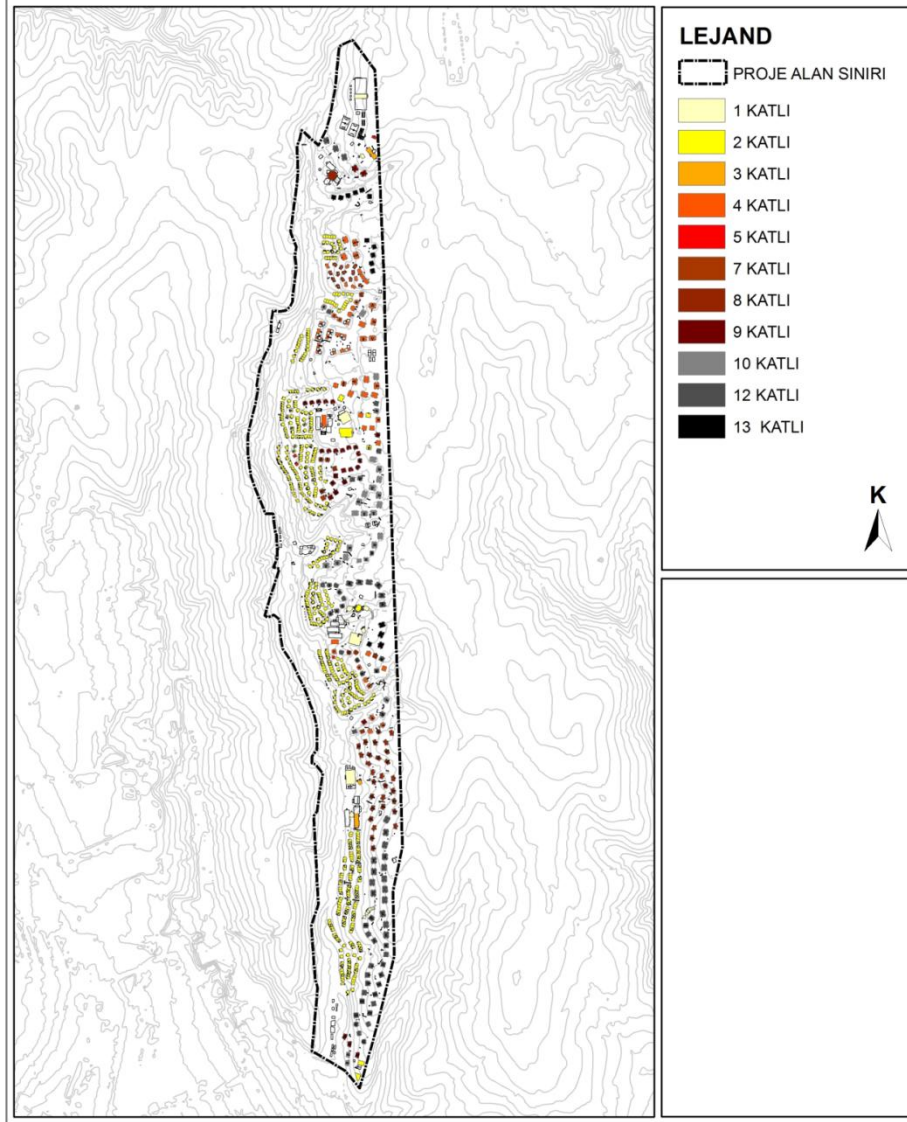 LEJAND
PROJE ALAN SINIRI
1 KATLI
2 KATLI
3 KATLI
4 KATLI
5 KATLI
7 KATLI
8 KATLI
9 KATLI
10 KATLI
12 KATLI
13 KATLI
K